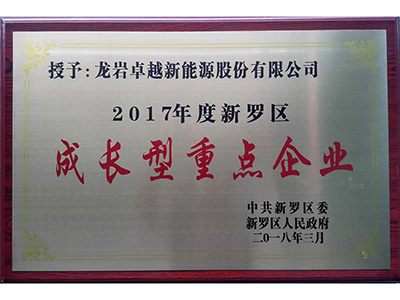 授予:龙岩卓越新能源股份有限公司
2017年度新罗区
成长型重点企业
中共新罗区委
新罗区人民政府
二〇一八年三月